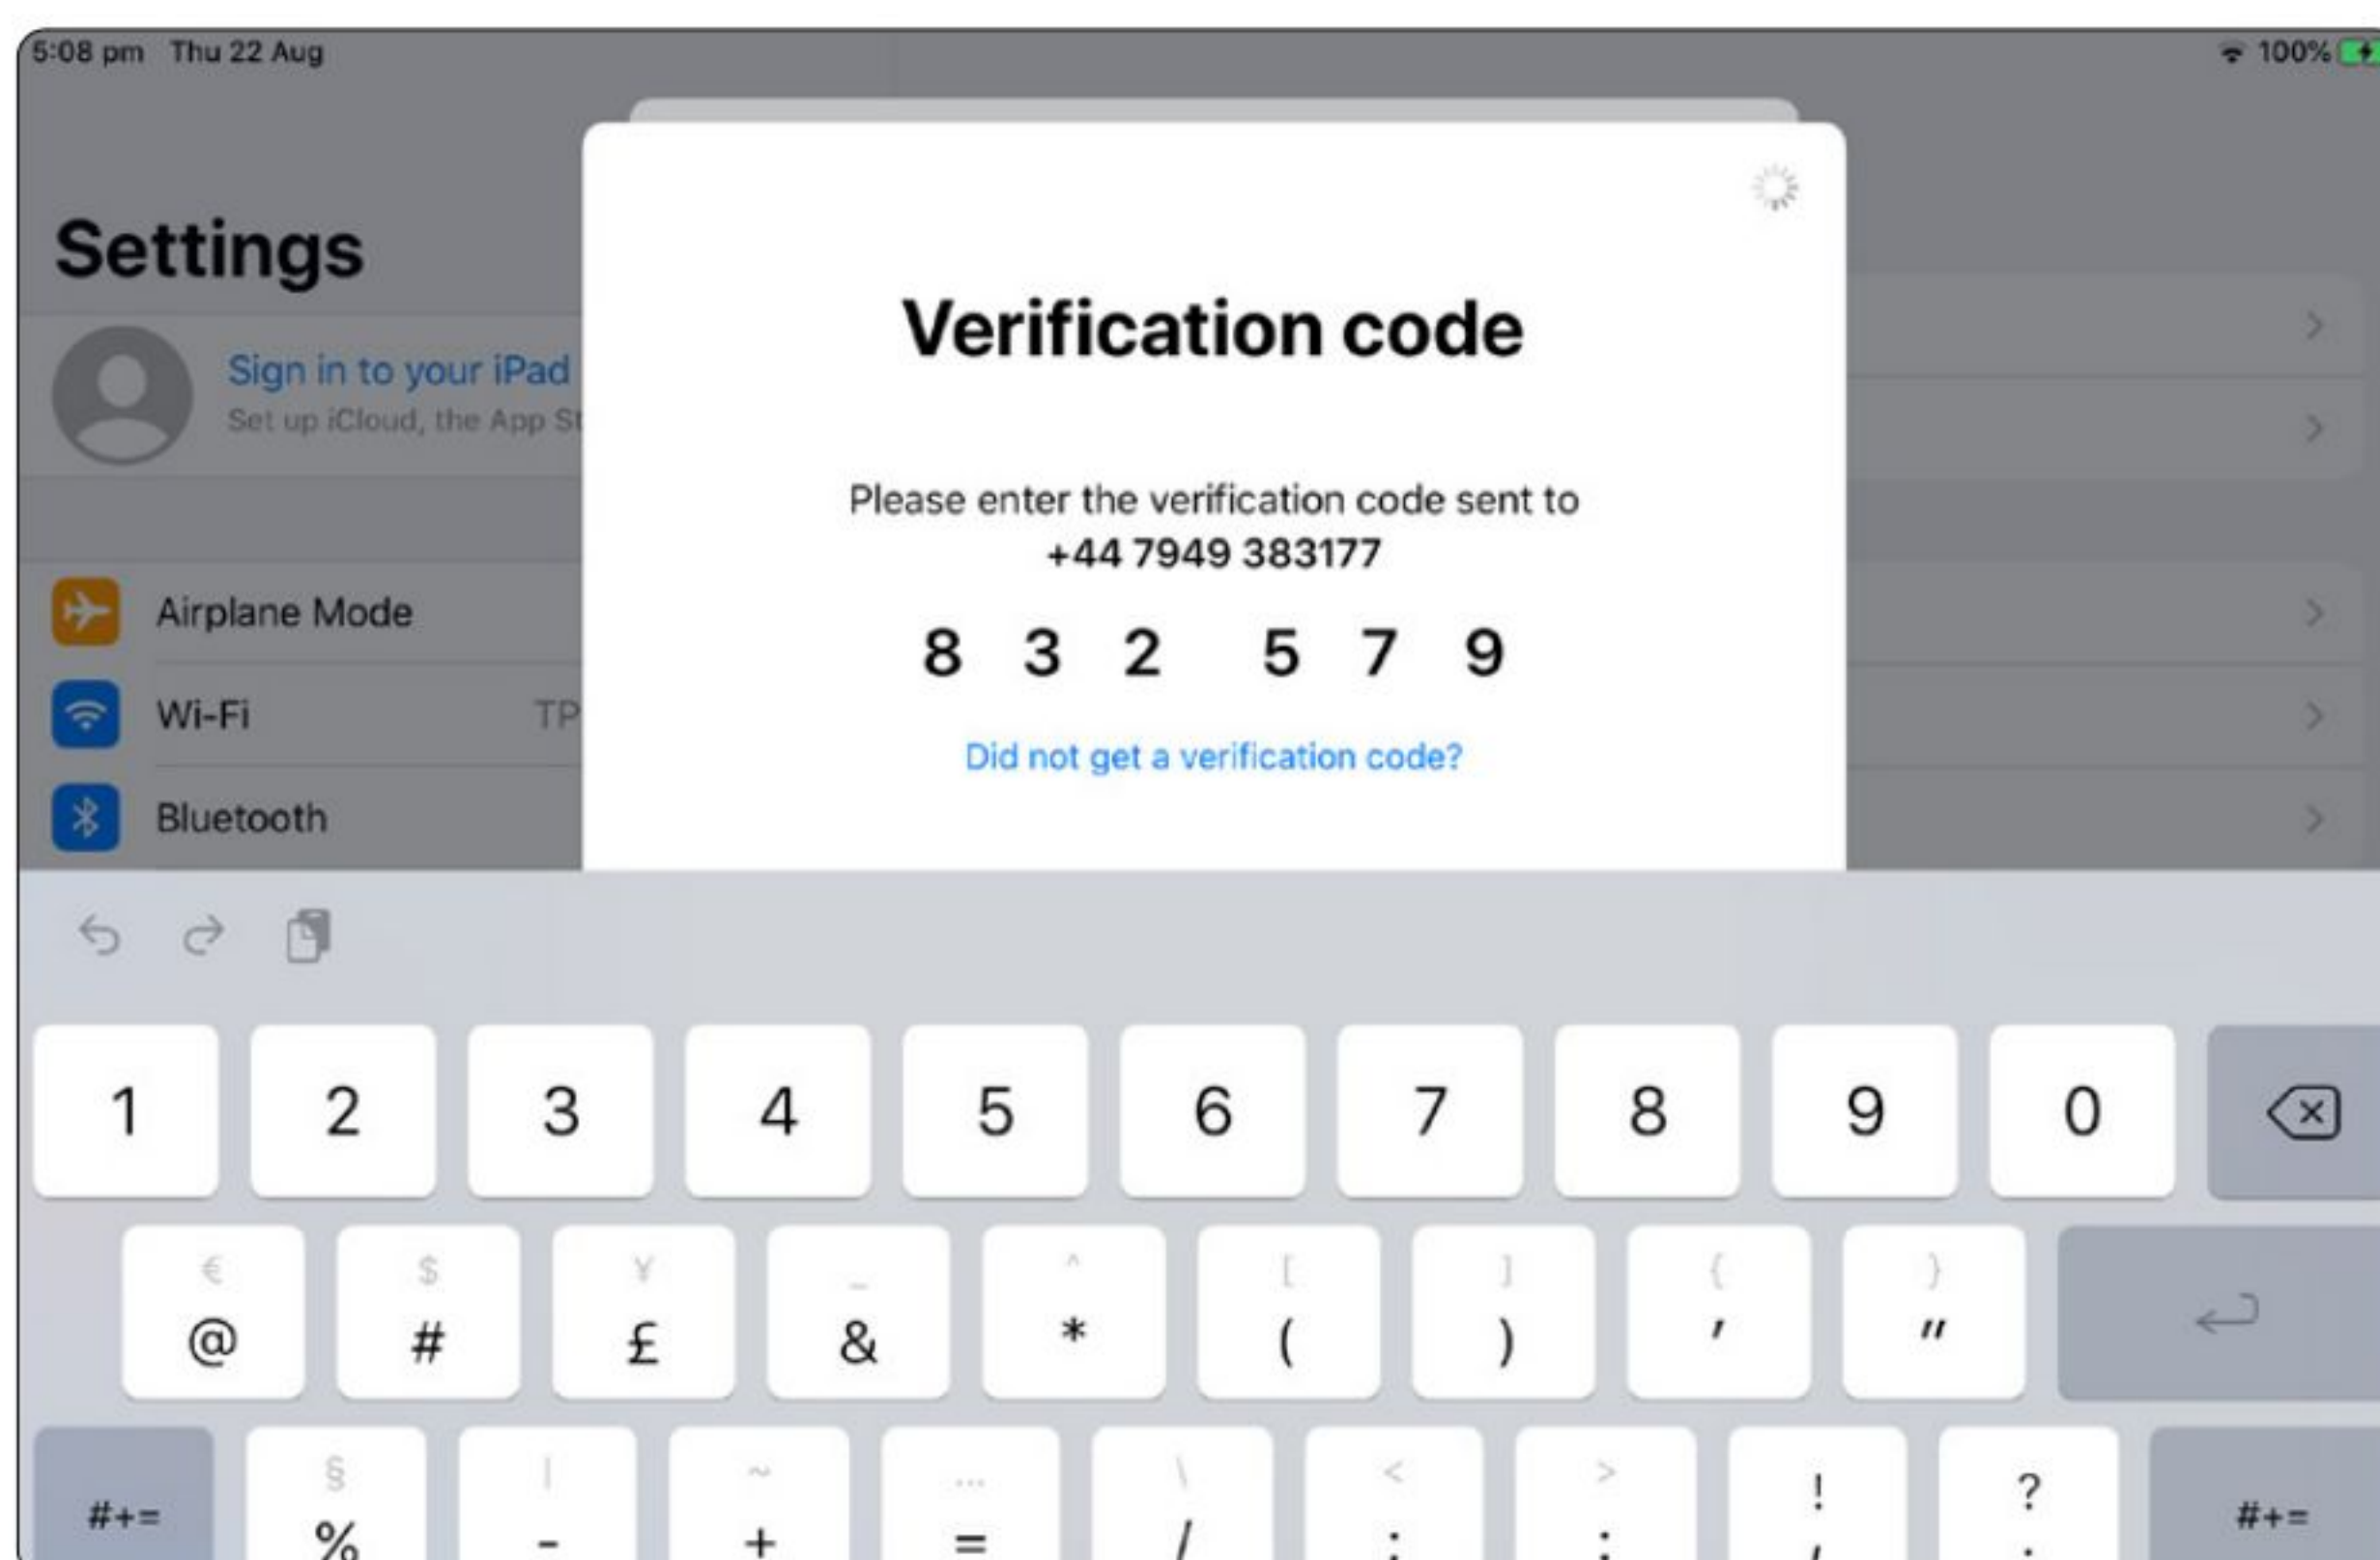 5:08 pm Thu 22 Aug 100%
Settings
Verification code
Sign in to your iPad
Set up iCloud, the App St
Please enter the verification code sent to
+44 7949 383177
8 3 2 5 7 9
Did not get a verification code?
Airplane Mode
Wi-Fi TP
Bluetooth
1 2 3 4 5 6 7 8 9 0
€ $ ¥ _ ^ [ ] { }
@ # £ & * ( ) ' "
§ | ~ … \ < > ! ?
#+= % - + = / : : , . #+=